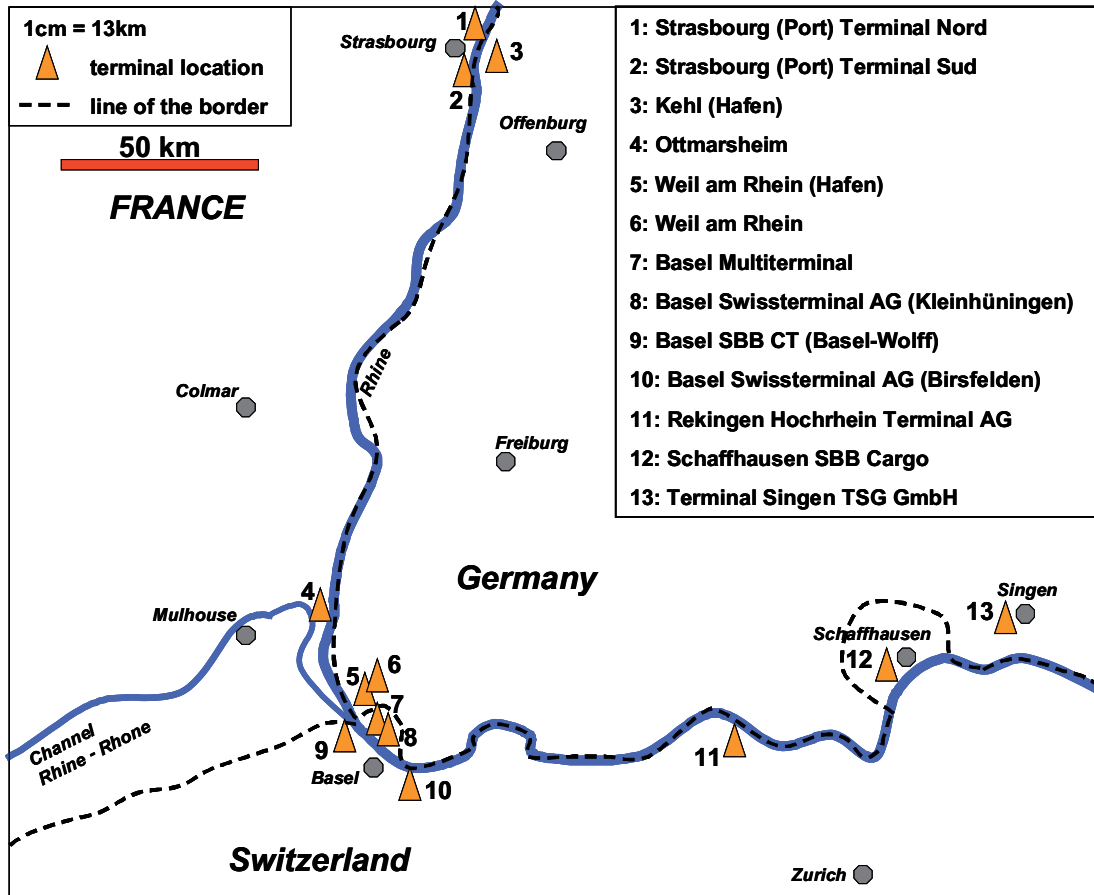 1cm = 13km
terminal location
line of the border
50 km
FRANCE
1
Strasbourg
3
2
Offenburg
1: Strasbourg (Port) Terminal Nord
2: Strasbourg (Port) Terminal Sud
3: Kehl (Hafen)
4: Ottmarsheim
5: Weil am Rhein (Hafen)
6: Weil am Rhein
7: Basel Multiterminal
8: Basel Swissterminal AG (Kleinhüningen)
9: Basel SBB CT (Basel-Wolff)
10: Basel Swissterminal AG (Birsfelden)
11: Rekingen Hochrhein Terminal AG
12: Schaffhausen SBB Cargo
13: Terminal Singen TSG GmbH
Rhine
Colmar
Freiburg
Germany
4
Mulhouse
Singen
13
Schaffhausen
12
5
6
7
8
9
Basel
10
11
Channel
Rhine - Rhone
Switzerland
Zurich